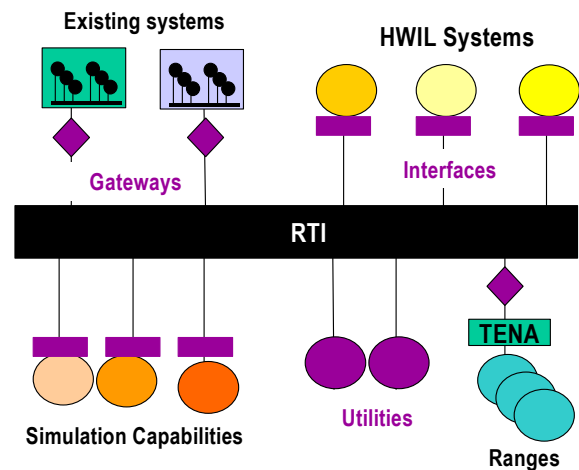 Existing systems
HWIL Systems
Gateways
Interfaces
RTI
TENA
Utilities
Simulation Capabilities
Ranges